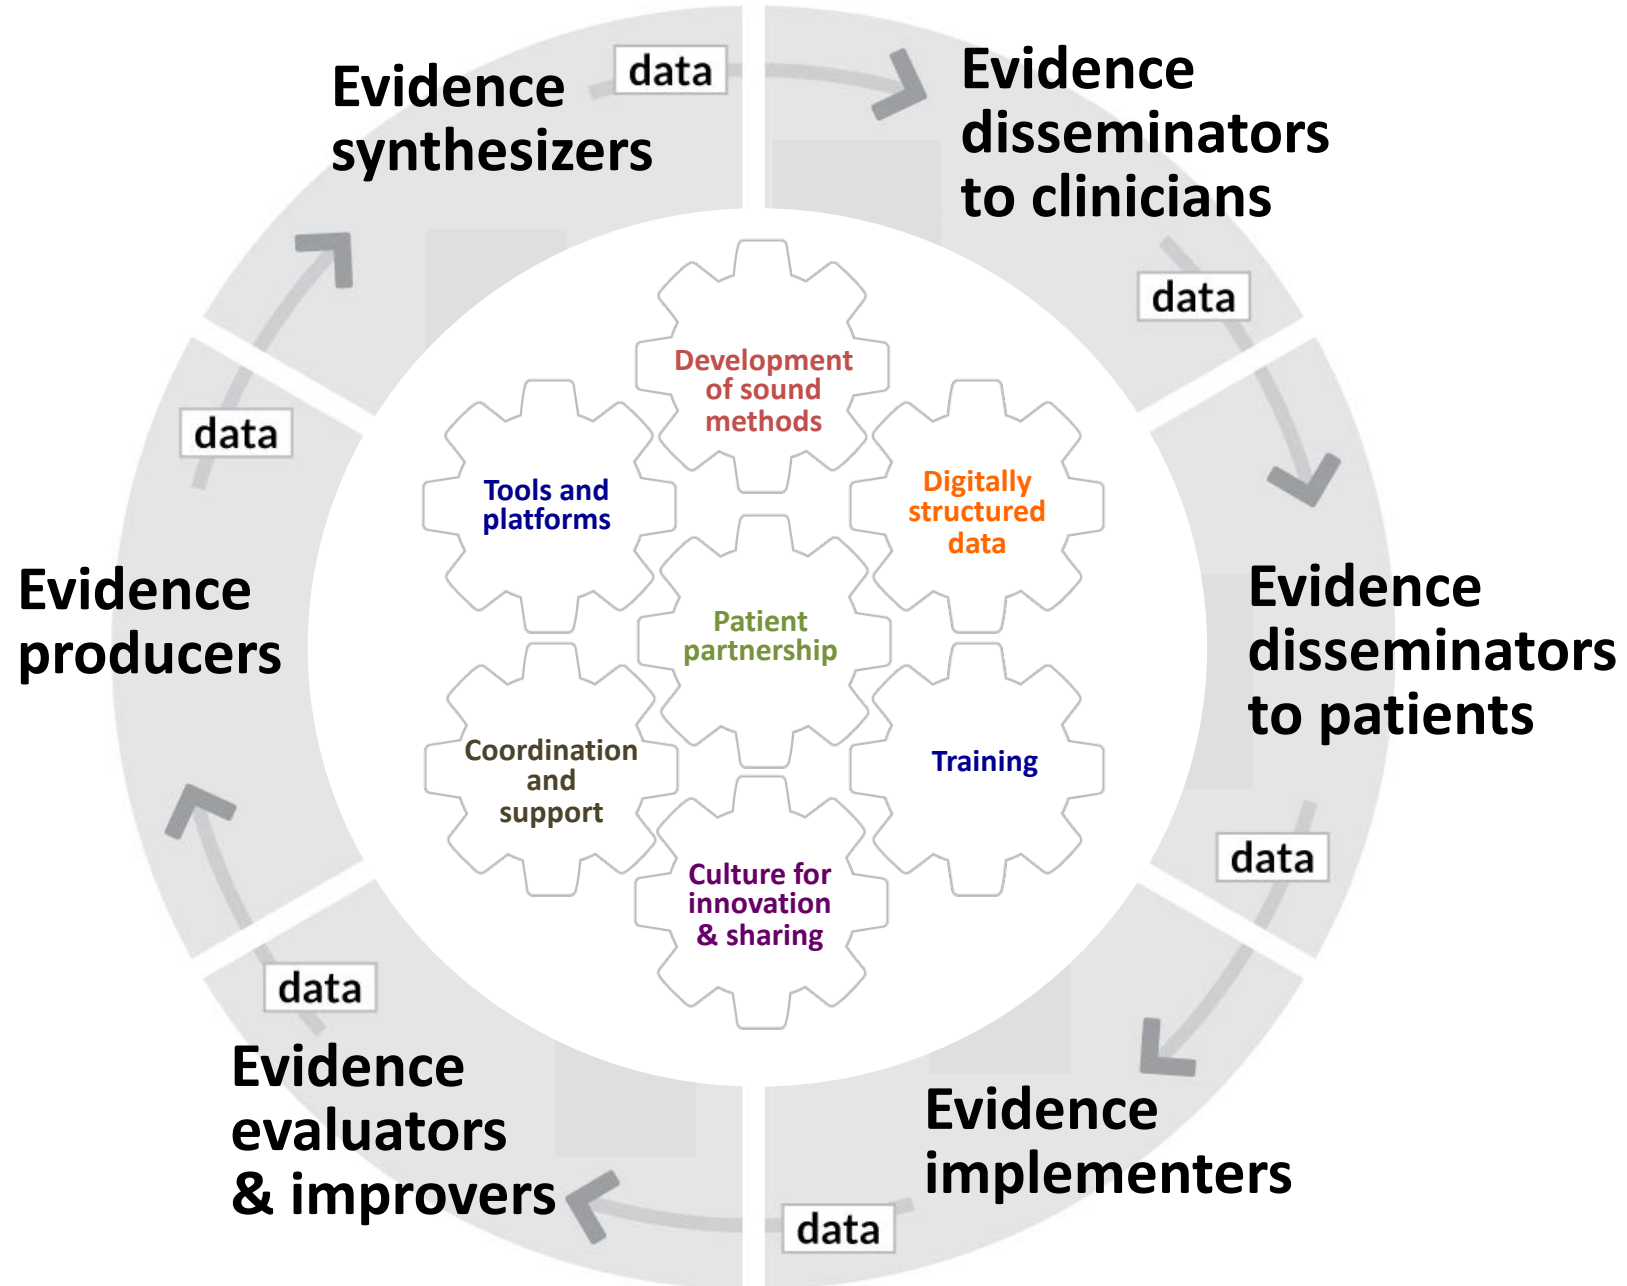 Evidence
synthesizers
data
Evidence
disseminators
to clinicians
data
Evidence
disseminators
to patients
data
Evidence
implementers
data
Evidence
evaluators
& improvers
data
Evidence
producers
data
Development
of sound
methods
Tools and
platforms
Digitally
structured
data
Patient
partnership
Coordination
and
support
Training
Culture for
innovation
& sharing